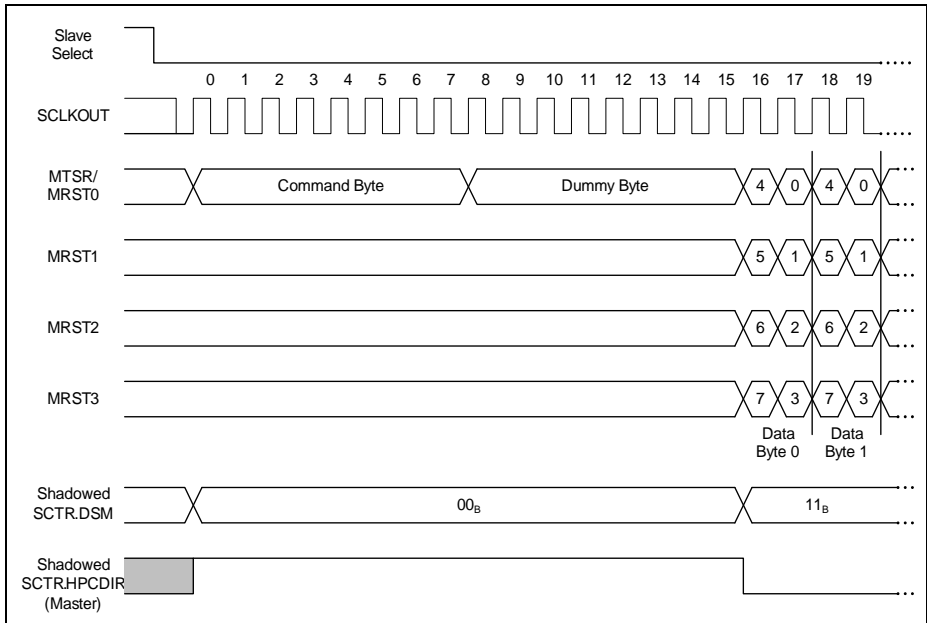 Slave
Select
0 1 2 3 4 5 6 7 8 9 10 11 12 13 14 15 16 17 18 19
SCLKOUT
MTSR/
MRST0
Command Byte Dummy Byte 4 0 4 0
MRST1 5 1 5 1
MRST2 6 2 6 2
MRST3 7 3 7 3
Data
Byte 0
Data
Byte 1
Shadowed
SCTR.DSM
00B 11B
Shadowed
SCTR.HPCDIR
(Master)